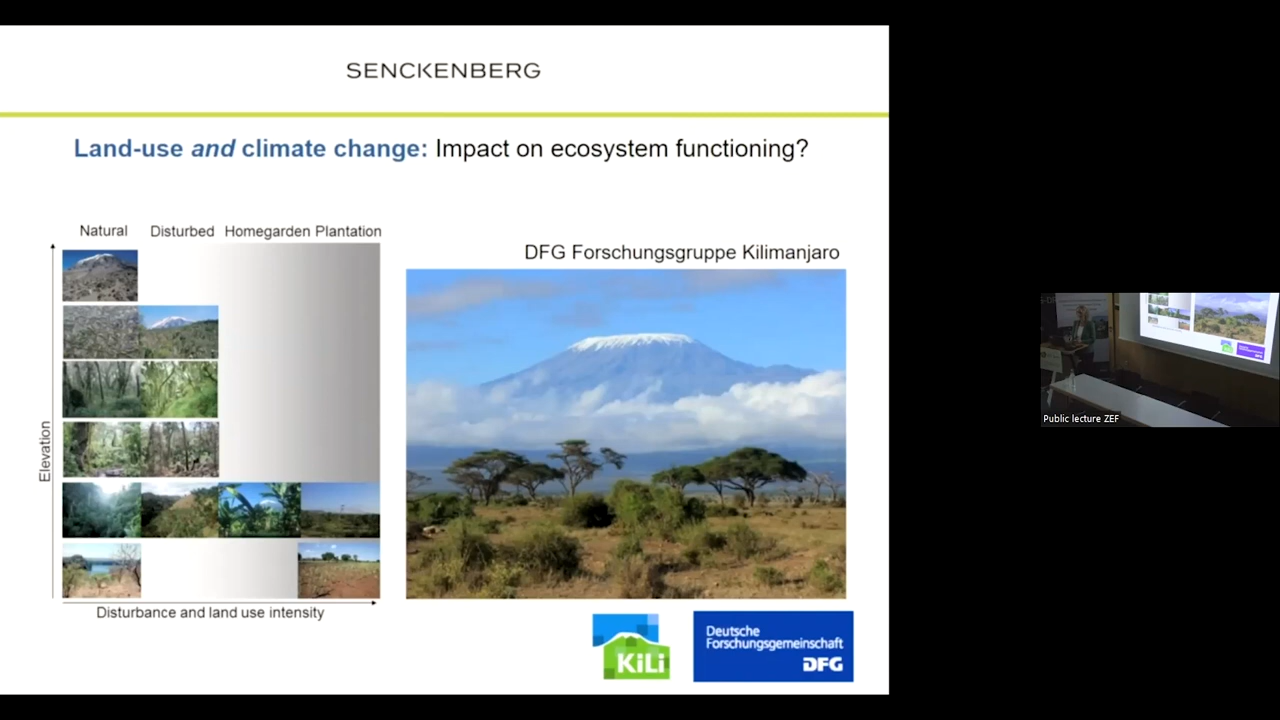 SENCKENBERG
Land-use and climate change: Impact on ecosystem functioning?
Natural Disturbed Homegarden Plantation
DFG Forschungsgruppe Kilimanjaro
Elevation
Disturbance and land use intensity
KiLi
Deutsche
Forschungsgemeinschaft
DFG
Public lecture ZEF